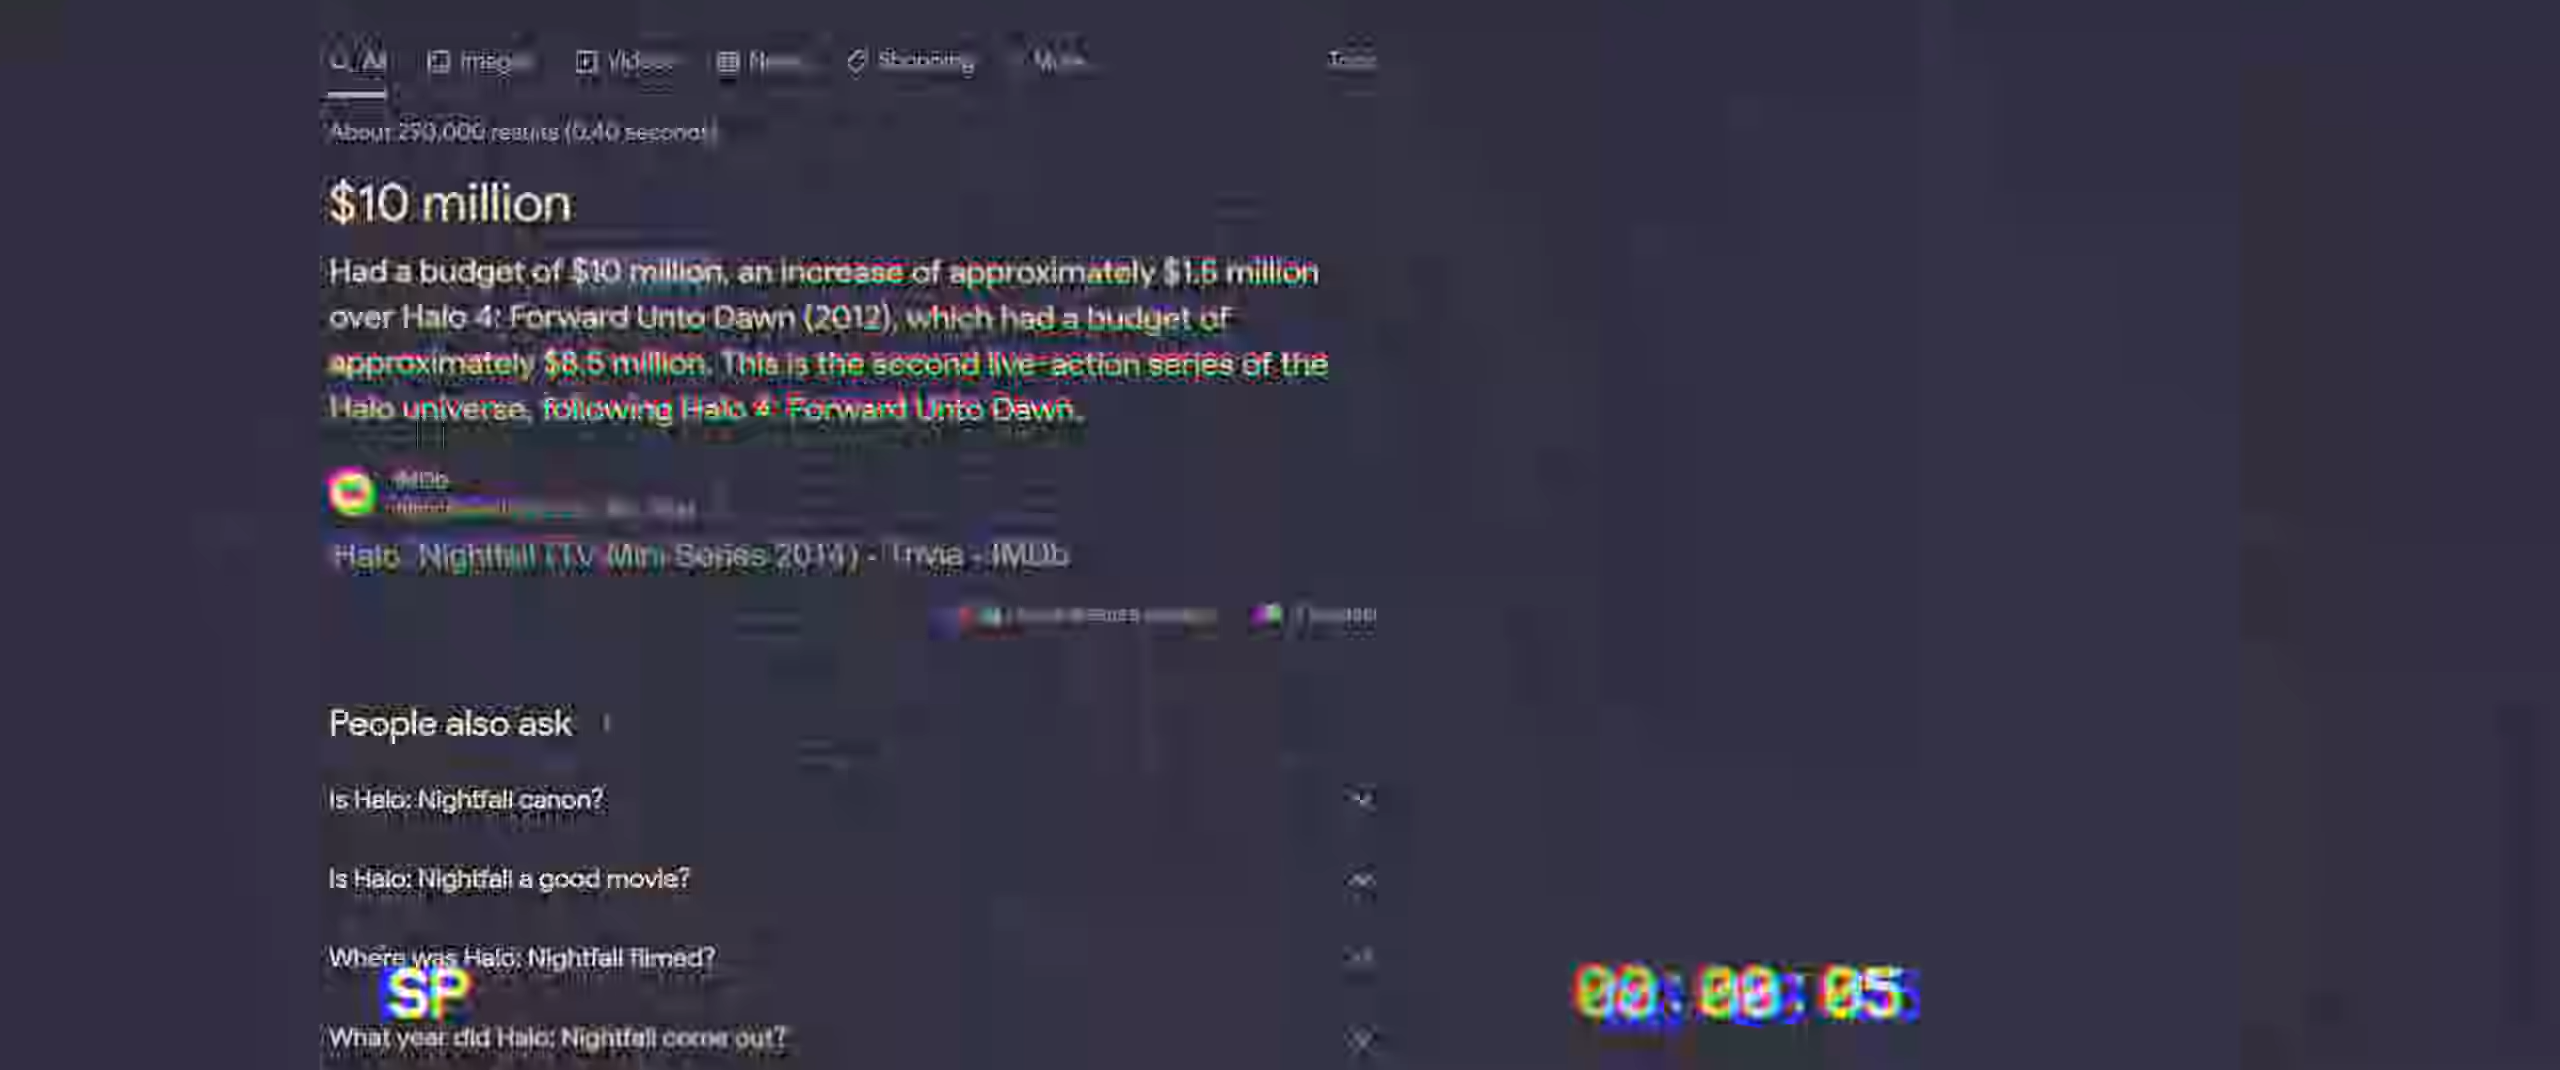 All Images Videos News Shopping More Tools
About 290,000 results (0.40 seconds)
$10 million
Had a budget of $10 million, an increase of approximately $1.5 million
over Halo 4: Forward Unto Dawn (2012), which had a budget of
approximately $8.5 million. This is the second live-action series of the
Halo universe, following Halo 4: Forward Unto Dawn.
IMDb
Halo: Nightfall (TV Mini Series 2014) - Trivia - IMDb
People also ask
Is Halo: Nightfall canon?
Is Halo: Nightfall a good movie?
Where was Halo: Nightfall filmed?
SP 00:00:05
What year did Halo: Nightfall come out?